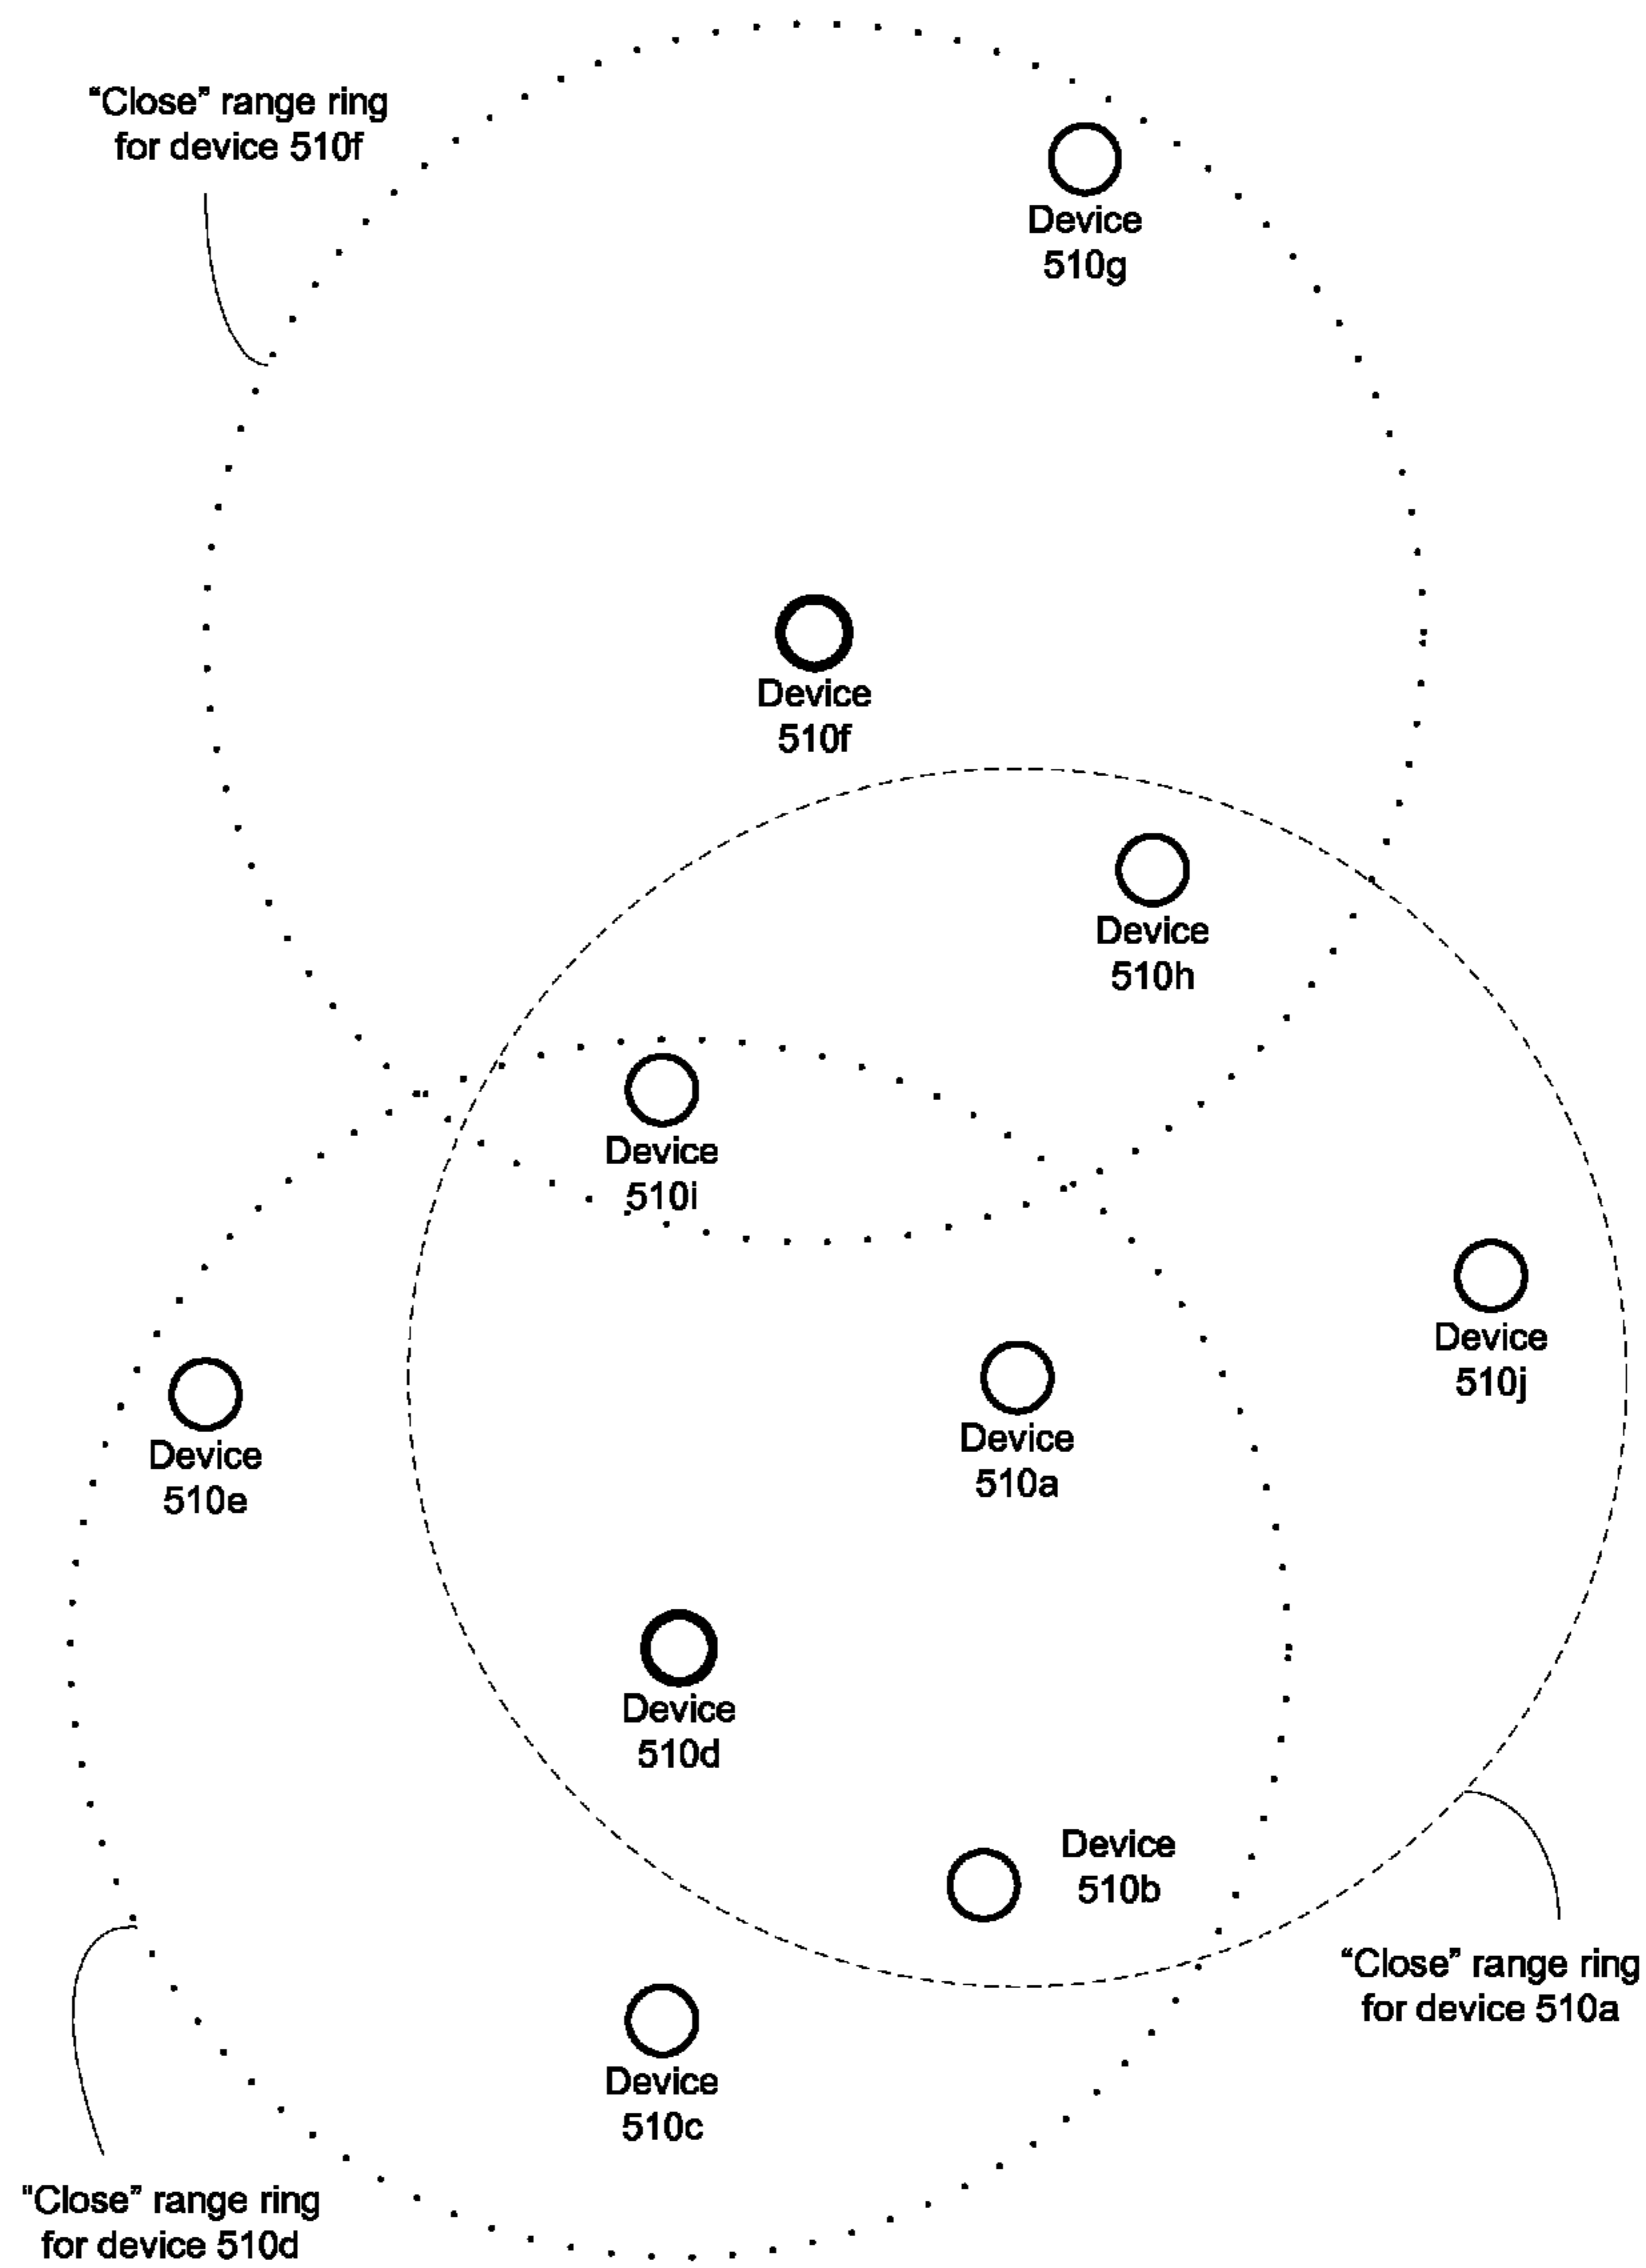 “Close” range ring
for device 510f
Device
510g
Device
510f
Device
510h
Device
510i
Device
510j
Device
510a
Device
510e
Device
510d
Device
510b
“Close” range ring
for device 510a
Device
510c
“Close” range ring
for device 510d